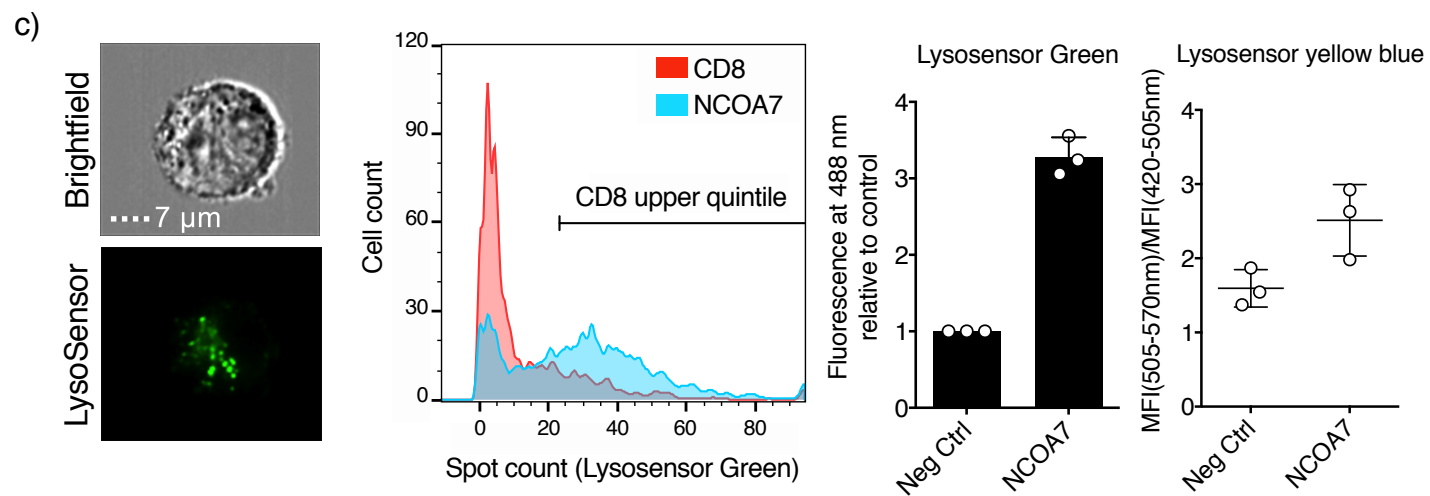 c)
Brightfield
7 μm
LysoSensor
120
90
60
30
0
Cell count
CD8
NCOA7
CD8 upper quintile
0 20 40 60 80
Spot count (Lysosensor Green)
Lysosensor Green
Fluorescence at 488 nm
relative to control
4
3
2
1
0
Neg Ctrl
NCOA7
Lysosensor yellow blue
MFI(505-570nm)/MFI(420-505nm)
4
3
2
1
0
Neg Ctrl
NCOA7